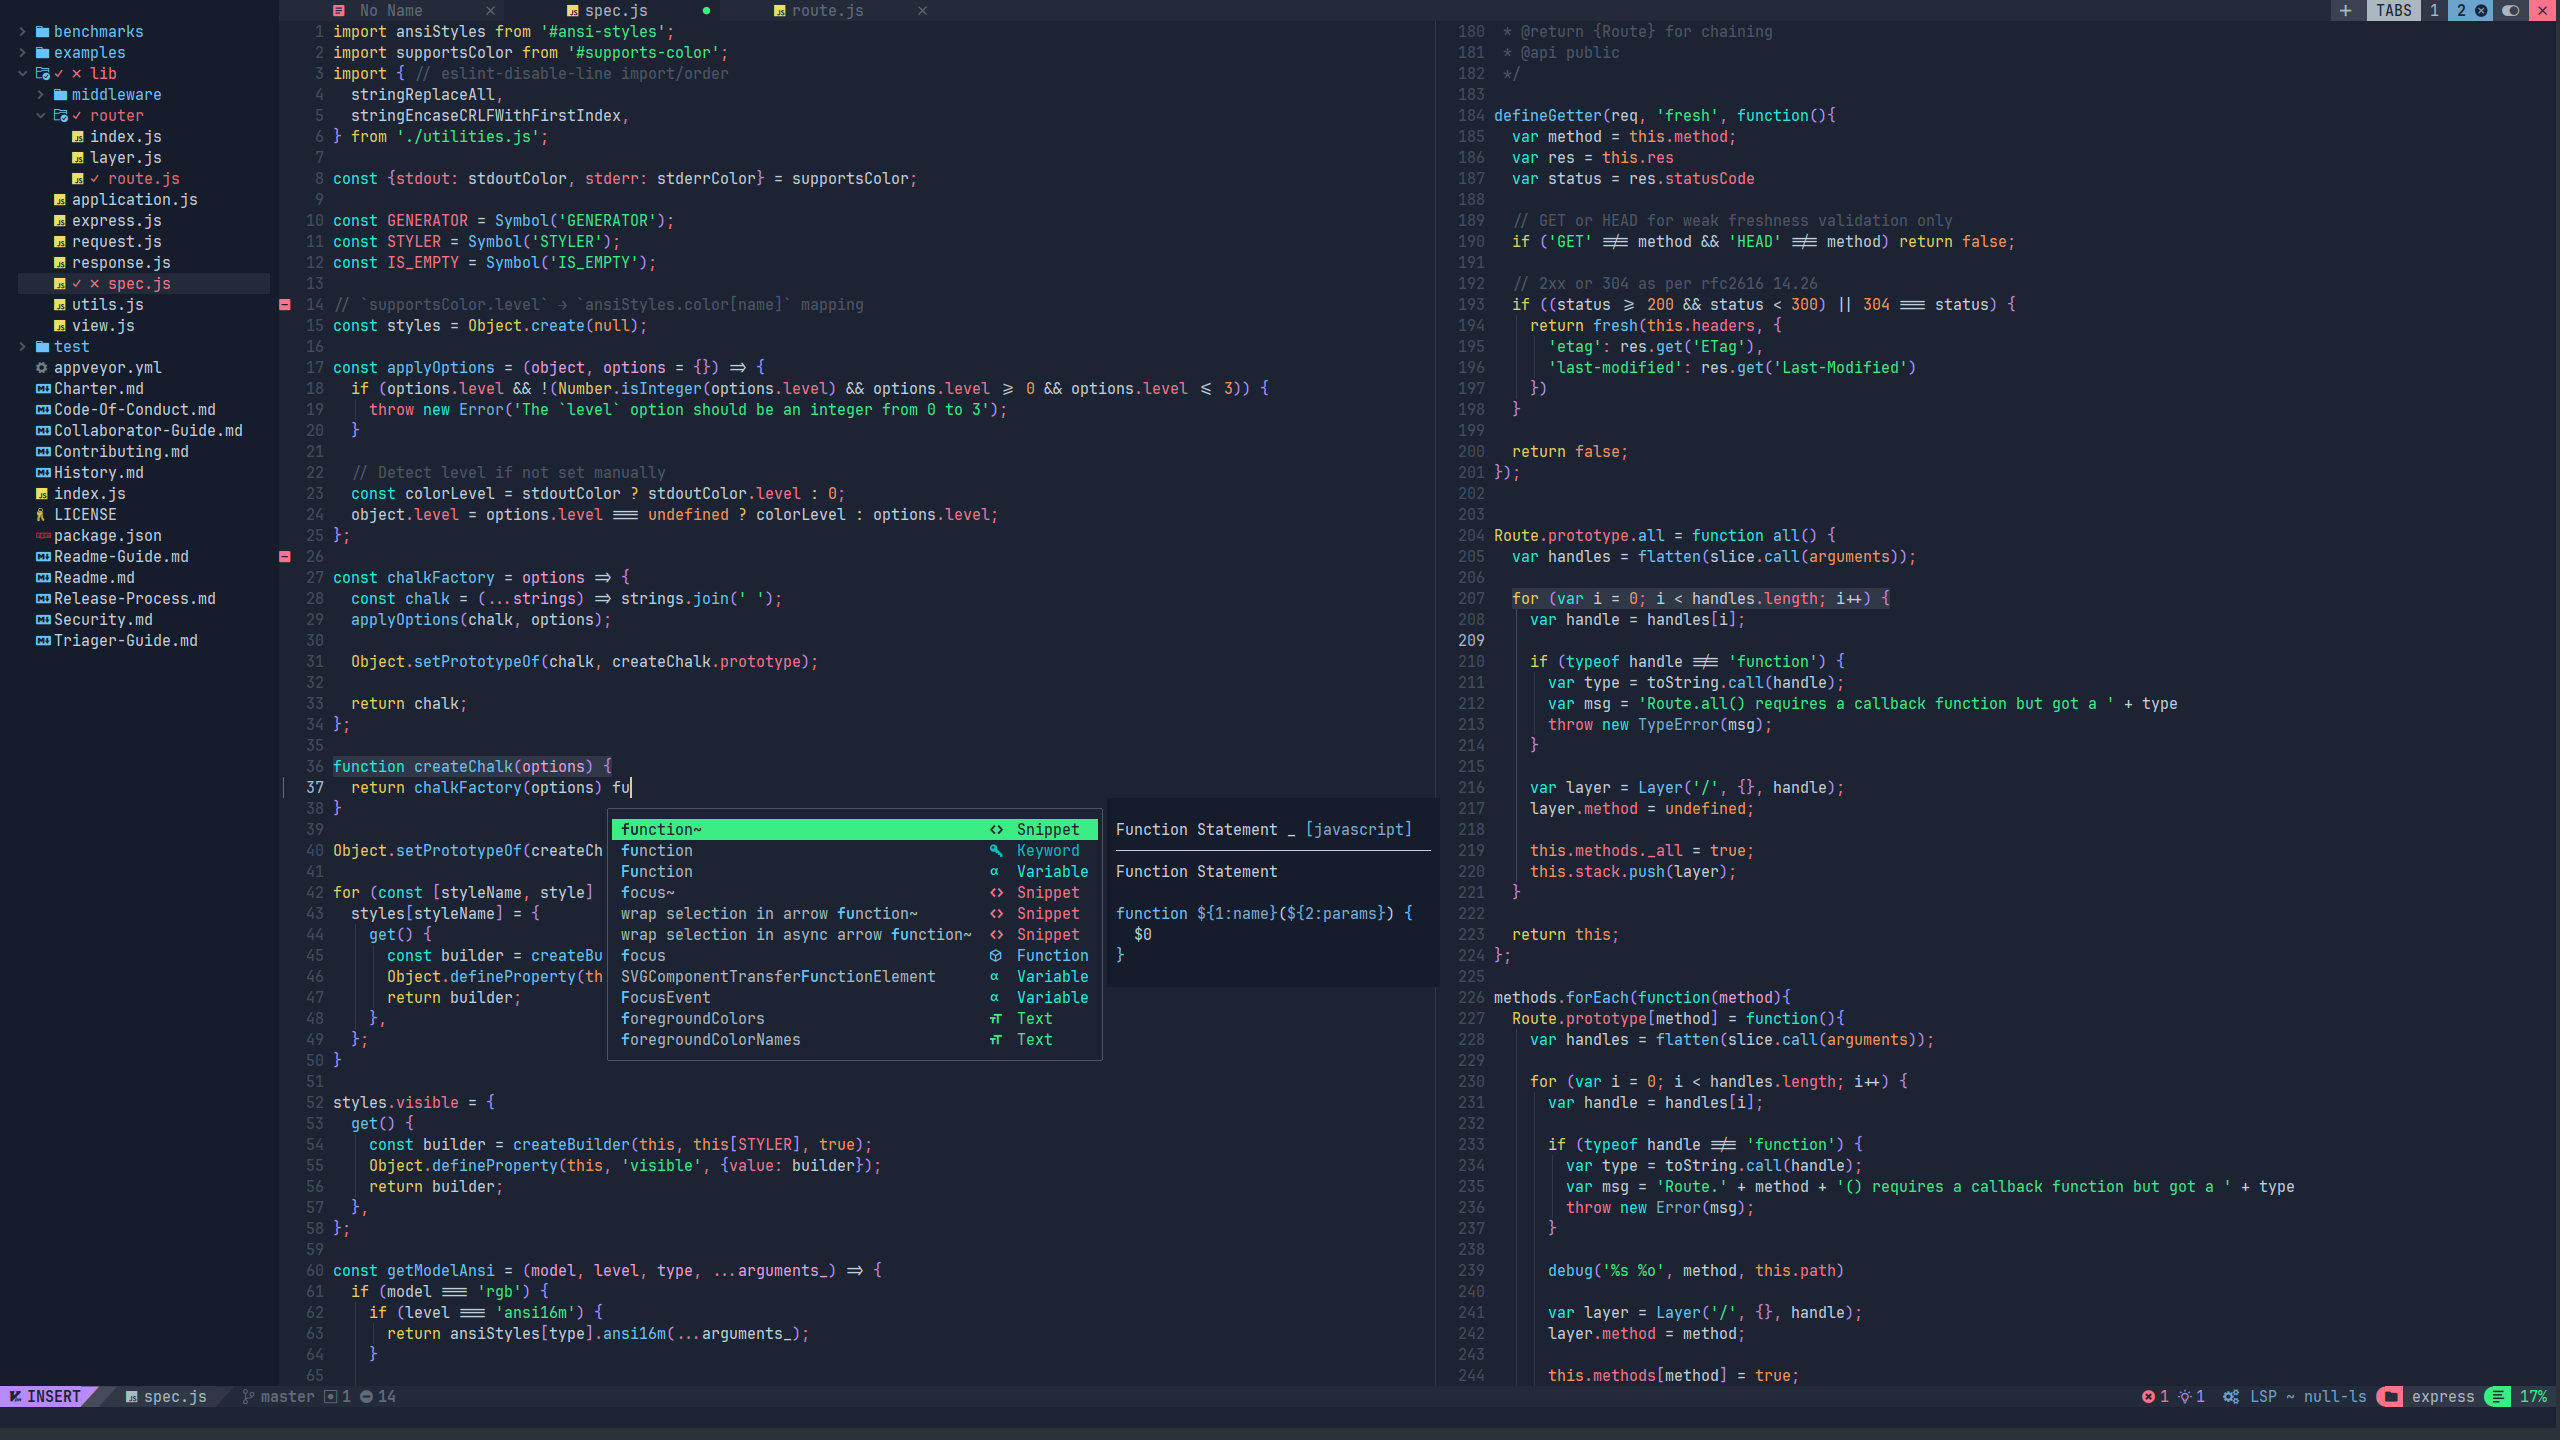 No Name
spec.js
route.js
TABS 1 2
benchmarks
examples
lib
middleware
router
index.js
layer.js
route.js
application.js
express.js
request.js
response.js
spec.js
utils.js
view.js
test
appveyor.yml
Charter.md
Code-Of-Conduct.md
Collaborator-Guide.md
Contributing.md
History.md
index.js
LICENSE
package.json
Readme-Guide.md
Readme.md
Release-Process.md
Security.md
Triager-Guide.md
1 import ansiStyles from '#ansi-styles';
2 import supportsColor from '#supports-color';
3 import { // eslint-disable-line import/order
4   stringReplaceAll,
5   stringEncaseCRLFWithFirstIndex,
6 } from './utilities.js';
7
8 const {stdout: stdoutColor, stderr: stderrColor} = supportsColor;
9
10 const GENERATOR = Symbol('GENERATOR');
11 const STYLER = Symbol('STYLER');
12 const IS_EMPTY = Symbol('IS_EMPTY');
13
14 // `supportsColor.level` -> `ansiStyles.color[name]` mapping
15 const styles = Object.create(null);
16
17 const applyOptions = (object, options = {}) => {
18   if (options.level && !(Number.isInteger(options.level) && options.level >= 0 && options.level <= 3)) {
19     throw new Error('The `level` option should be an integer from 0 to 3');
20   }
21
22   // Detect level if not set manually
23   const colorLevel = stdoutColor ? stdoutColor.level : 0;
24   object.level = options.level === undefined ? colorLevel : options.level;
25 };
26
27 const chalkFactory = options => {
28   const chalk = (...strings) => strings.join(' ');
29   applyOptions(chalk, options);
30
31   Object.setPrototypeOf(chalk, createChalk.prototype);
32
33   return chalk;
34 };
35
36 function createChalk(options) {
37   return chalkFactory(options) fu
38 }
39
40 Object.setPrototypeOf(createCh
41
42 for (const [styleName, style]
43   styles[styleName] = {
44     get() {
45       const builder = createBu
46       Object.defineProperty(th
47       return builder;
48     },
49   };
50 }
51
52 styles.visible = {
53   get() {
54     const builder = createBuilder(this, this[STYLER], true);
55     Object.defineProperty(this, 'visible', {value: builder});
56     return builder;
57   },
58 };
59
60 const getModelAnsi = (model, level, type, ...arguments_) => {
61   if (model === 'rgb') {
62     if (level === 'ansi16m') {
63       return ansiStyles[type].ansi16m(...arguments_);
64     }
65
function~ Snippet
function Keyword
Function Variable
focus~ Snippet
wrap selection in arrow function~ Snippet
wrap selection in async arrow function~ Snippet
focus Function
SVGComponentTransferFunctionElement Variable
FocusEvent Variable
foregroundColors Text
foregroundColorNames Text
Function Statement _ [javascript]
Function Statement
function ${1:name}(${2:params}) {
  $0
}
180  * @return {Route} for chaining
181  * @api public
182  */
183
184 defineGetter(req, 'fresh', function(){
185   var method = this.method;
186   var res = this.res
187   var status = res.statusCode
188
189   // GET or HEAD for weak freshness validation only
190   if ('GET' !== method && 'HEAD' !== method) return false;
191
192   // 2xx or 304 as per rfc2616 14.26
193   if ((status >= 200 && status < 300) || 304 === status) {
194     return fresh(this.headers, {
195       'etag': res.get('ETag'),
196       'last-modified': res.get('Last-Modified')
197     })
198   }
199
200   return false;
201 });
202
203
204 Route.prototype.all = function all() {
205   var handles = flatten(slice.call(arguments));
206
207   for (var i = 0; i < handles.length; i++) {
208     var handle = handles[i];
209
210     if (typeof handle !== 'function') {
211       var type = toString.call(handle);
212       var msg = 'Route.all() requires a callback function but got a ' + type
213       throw new TypeError(msg);
214     }
215
216     var layer = Layer('/', {}, handle);
217     layer.method = undefined;
218
219     this.methods._all = true;
220     this.stack.push(layer);
221   }
222
223   return this;
224 };
225
226 methods.forEach(function(method){
227   Route.prototype[method] = function(){
228     var handles = flatten(slice.call(arguments));
229
230     for (var i = 0; i < handles.length; i++) {
231       var handle = handles[i];
232
233       if (typeof handle !== 'function') {
234         var type = toString.call(handle);
235         var msg = 'Route.' + method + '() requires a callback function but got a ' + type
236         throw new Error(msg);
237       }
238
239       debug('%s %o', method, this.path)
240
241       var layer = Layer('/', {}, handle);
242       layer.method = method;
243
244       this.methods[method] = true;
INSERT spec.js master 1 14
1 1 LSP ~ null-ls express 17%